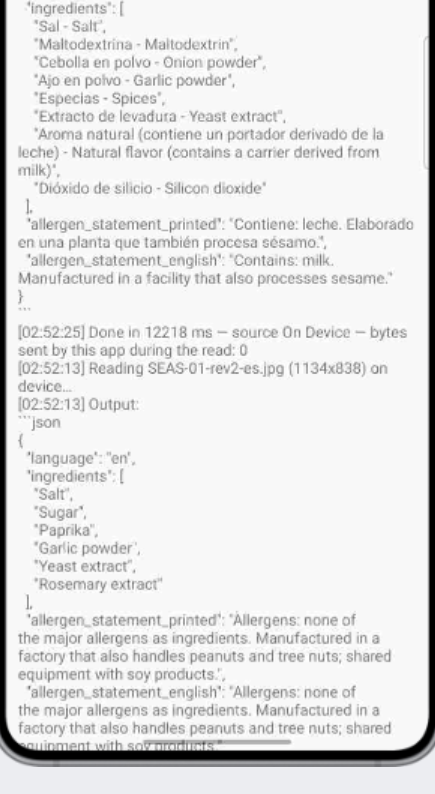 "ingredients": [
"Sal - Salt",
"Maltodextrina - Maltodextrin",
"Cebolla en polvo - Onion powder",
"Ajo en polvo - Garlic powder",
"Especias - Spices",
"Extracto de levadura - Yeast extract",
"Aroma natural (contiene un portador derivado de la
leche) - Natural flavor (contains a carrier derived from
milk)",
"Dióxido de silicio - Silicon dioxide"
],
"allergen_statement_printed": "Contiene: leche. Elaborado
en una planta que también procesa sésamo.",
"allergen_statement_english": "Contains: milk.
Manufactured in a facility that also processes sesame."
}
```
[02:52:25] Done in 12218 ms — source On Device — bytes
sent by this app during the read: 0
[02:52:13] Reading SEAS-01-rev2-es.jpg (1134x838) on
device...
[02:52:13] Output:
```json
{
"language": "en",
"ingredients": [
"Salt",
"Sugar",
"Paprika",
"Garlic powder",
"Yeast extract",
"Rosemary extract"
],
"allergen_statement_printed": "Allergens: none of
the major allergens as ingredients. Manufactured in a
factory that also handles peanuts and tree nuts; shared
equipment with soy products.",
"allergen_statement_english": "Allergens: none of
the major allergens as ingredients. Manufactured in a
factory that also handles peanuts and tree nuts; shared
equipment with soy products."